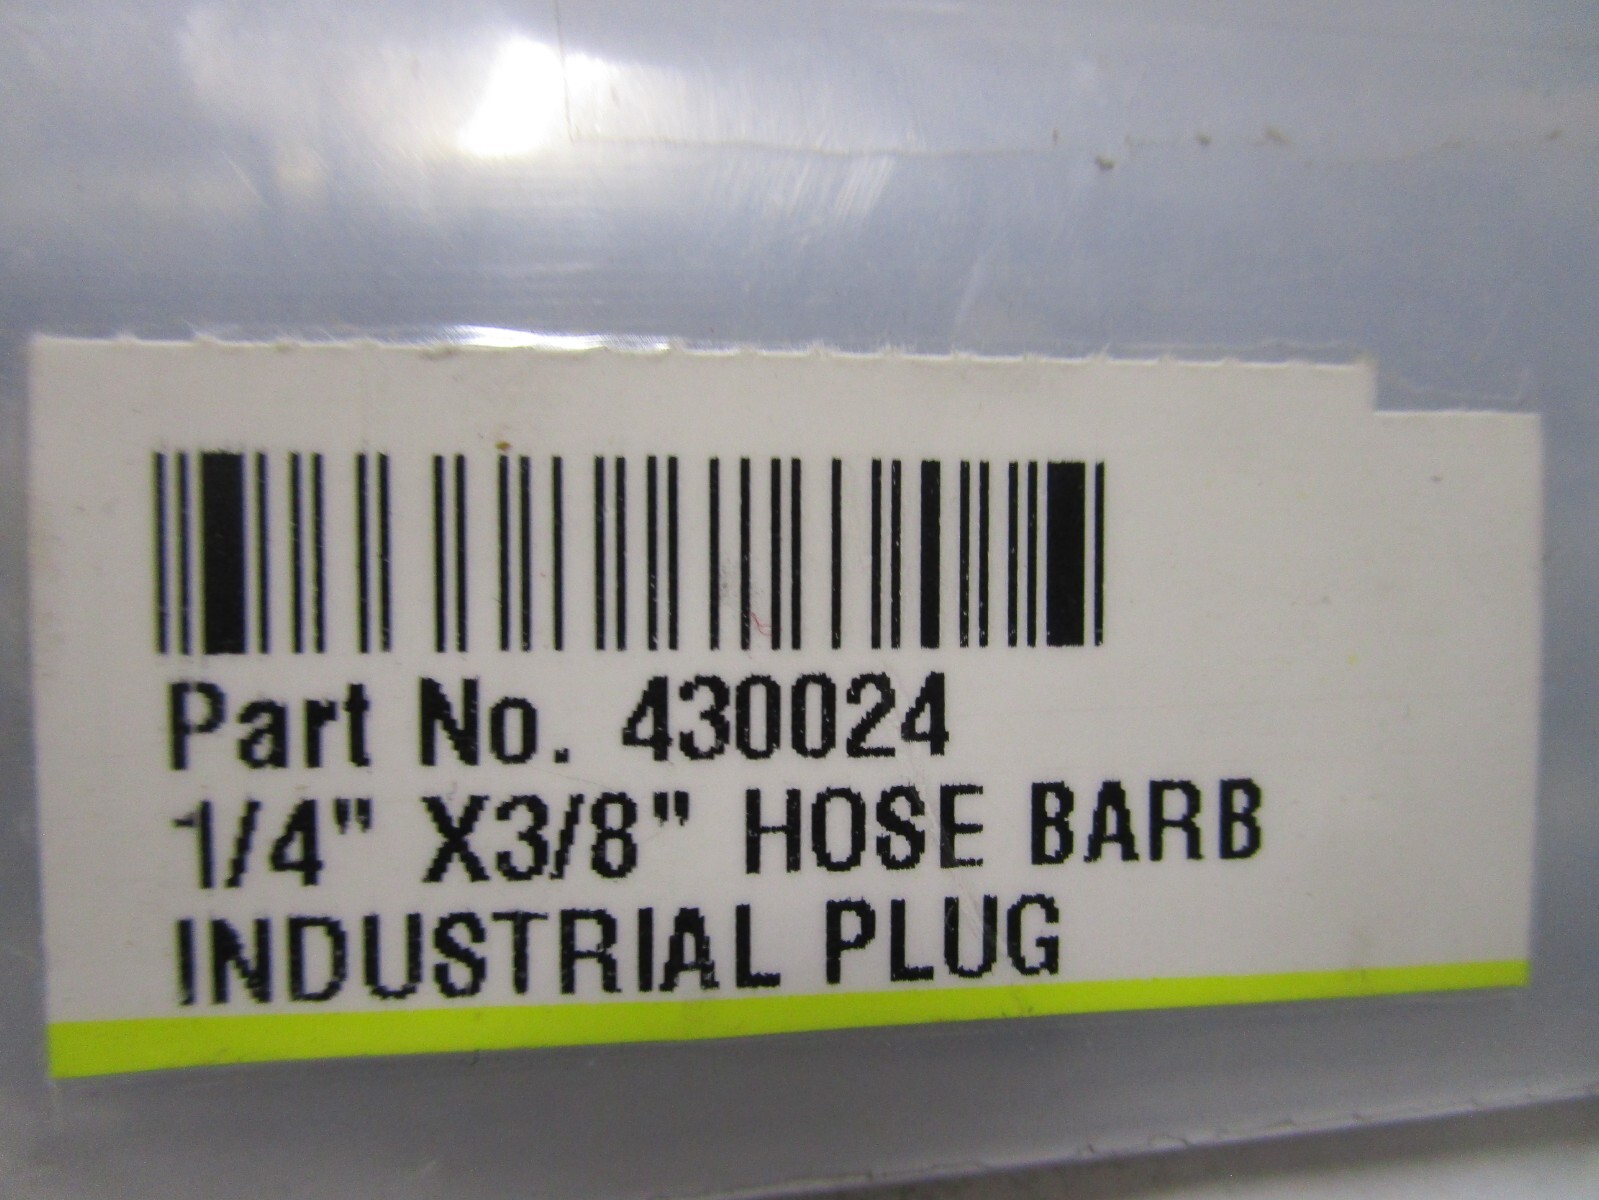 Part No. 430024
1/4" X3/8" HOSE BARB
INDUSTRIAL PLUG